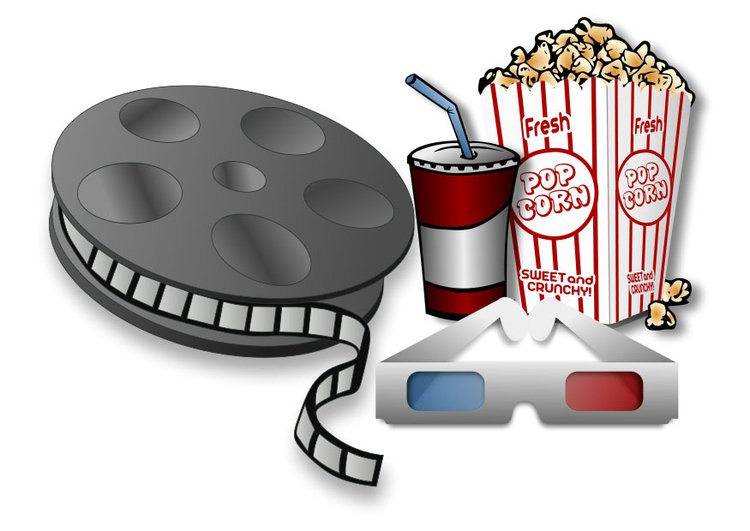 Fresh
POP
CORN
SWEET and
CRUNCHY!
Fresh
POP
CORN
SWEET and
CRUNCHY!